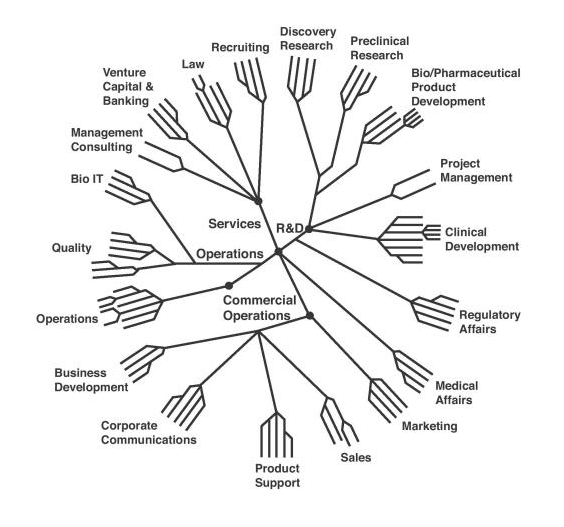 Discovery
Research
Recruiting
Preclinical
Research
Law
Venture
Capital &
Banking
Bio/Pharmaceutical
Product
Development
Management
Consulting
Project
Management
Bio IT
Services
R&D
Clinical
Development
Quality
Operations
Commercial
Operations
Operations
Regulatory
Affairs
Business
Development
Medical
Affairs
Corporate
Communications
Marketing
Sales
Product
Support